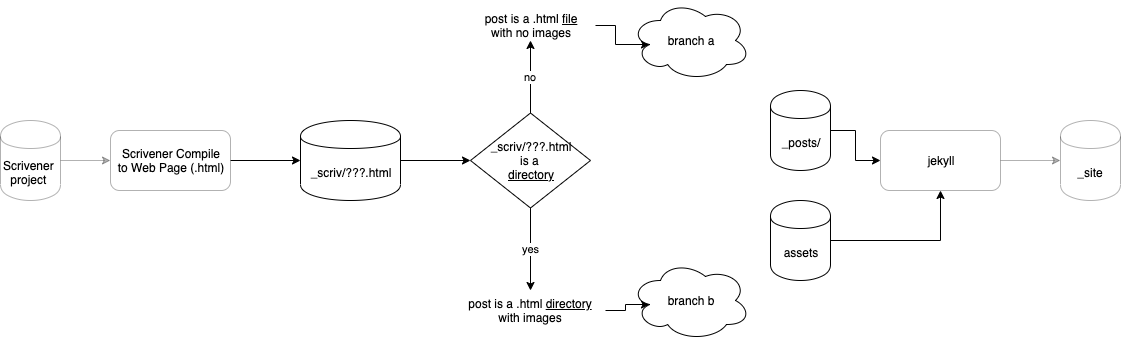 post is a .html file
with no images
branch a
no
Scrivener
project
Scrivener Compile
to Web Page (.html)
_scriv/???.html
_scriv/???.html
is a
directory
yes
post is a .html directory
with images
branch b
_posts/
assets
jekyll
_site